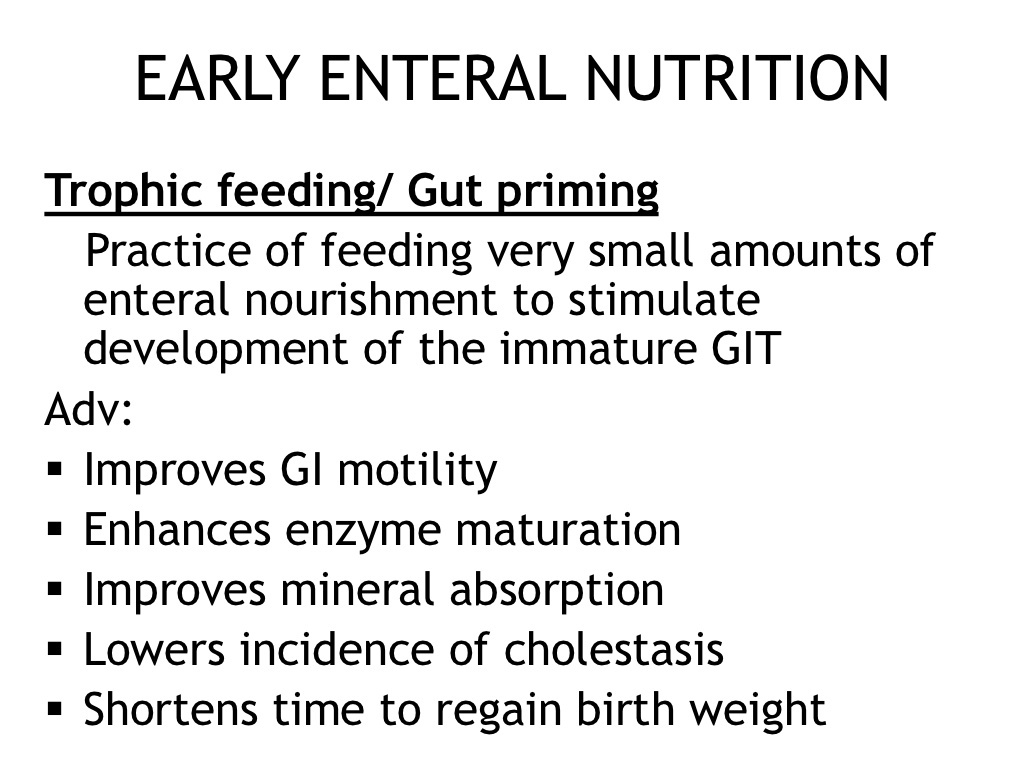 EARLY ENTERAL NUTRITION
Trophic feeding/ Gut priming
Practice of feeding very small amounts of
enteral nourishment to stimulate
development of the immature GIT
Adv:
▪ Improves GI motility
▪ Enhances enzyme maturation
▪ Improves mineral absorption
▪ Lowers incidence of cholestasis
▪ Shortens time to regain birth weight